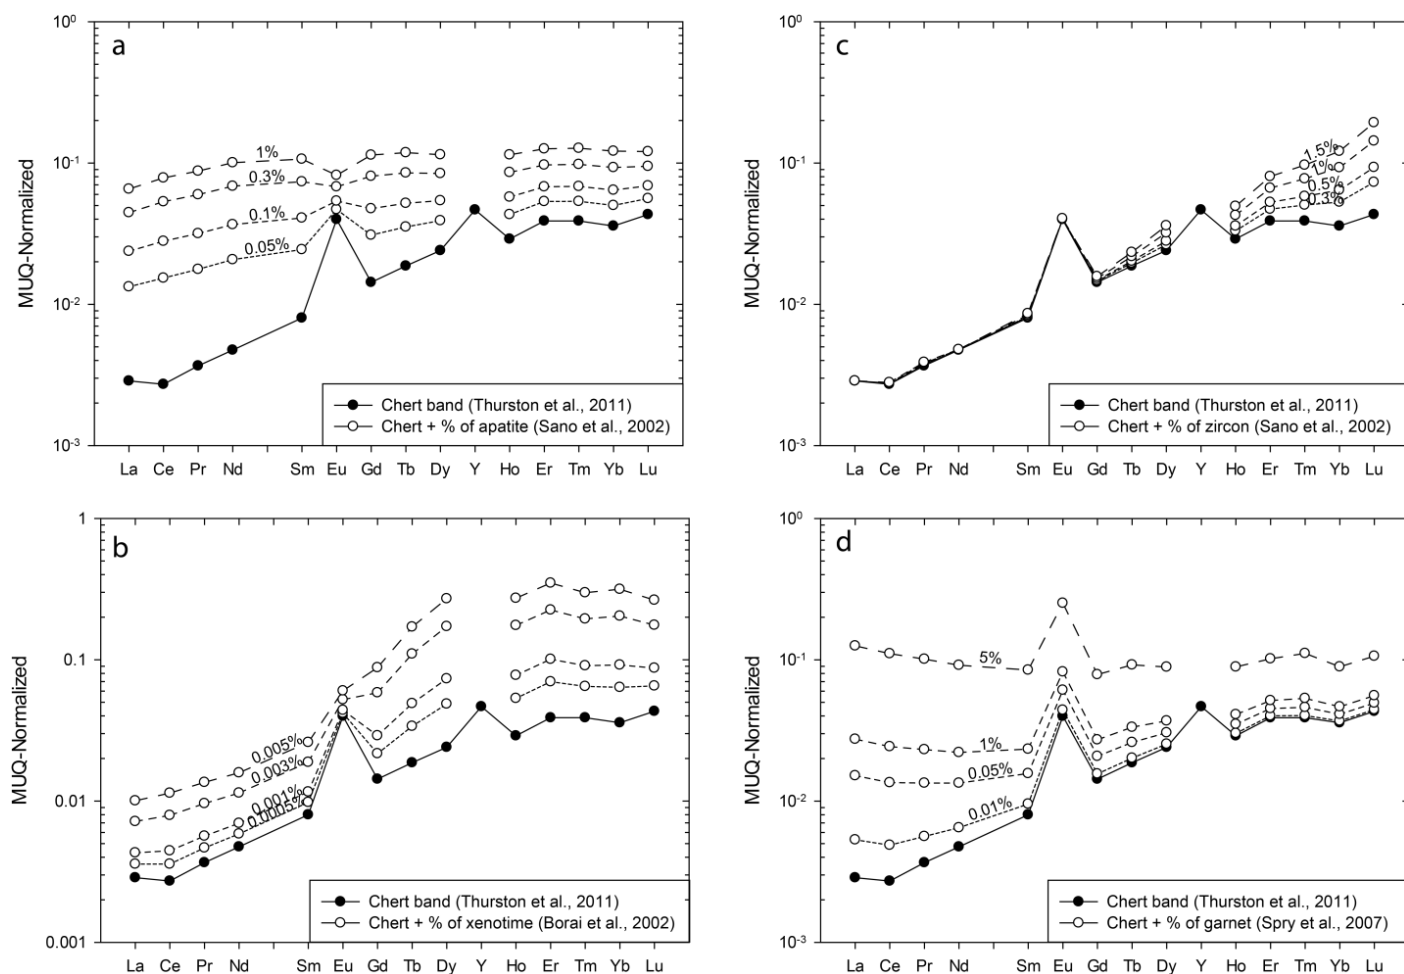 a
MUQ-Normalized
10⁰
10⁻¹
10⁻²
10⁻³
1%
0.3%
0.1%
0.05%
Chert band (Thurston et al., 2011)
Chert + % of apatite (Sano et al., 2002)
La Ce Pr Nd Sm Eu Gd Tb Dy Y Ho Er Tm Yb Lu
c
MUQ-Normalized
10⁰
10⁻¹
10⁻²
10⁻³
1.5%
1%
0.5%
0.3%
Chert band (Thurston et al., 2011)
Chert + % of zircon (Sano et al., 2002)
La Ce Pr Nd Sm Eu Gd Tb Dy Y Ho Er Tm Yb Lu
b
MUQ-Normalized
1
0.1
0.01
0.001
0.005%
0.003%
0.001%
0.0005%
Chert band (Thurston et al., 2011)
Chert + % of xenotime (Borai et al., 2002)
La Ce Pr Nd Sm Eu Gd Tb Dy Y Ho Er Tm Yb Lu
d
MUQ-Normalized
10⁰
10⁻¹
10⁻²
10⁻³
5%
1%
0.05%
0.01%
Chert band (Thurston et al., 2011)
Chert + % of garnet (Spry et al., 2007)
La Ce Pr Nd Sm Eu Gd Tb Dy Y Ho Er Tm Yb Lu